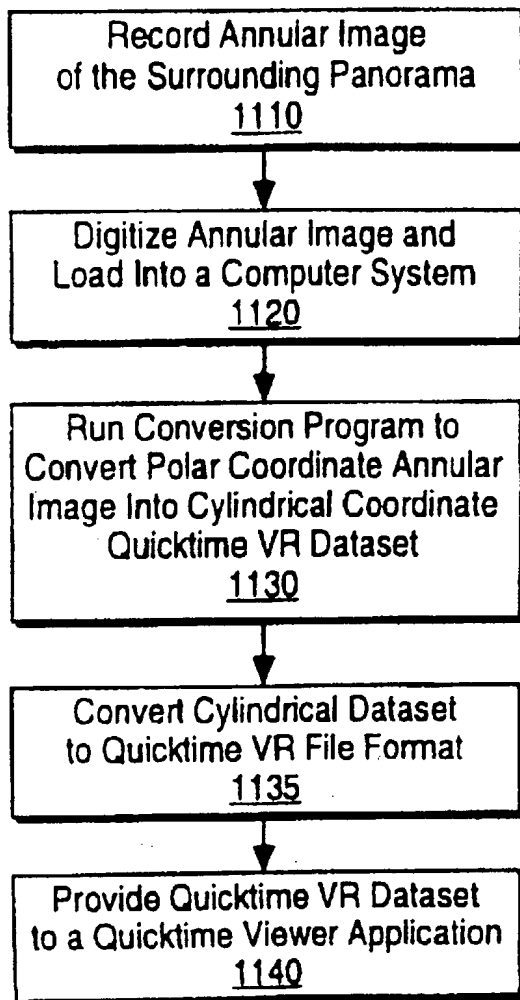 Record Annular Image
of the Surrounding Panorama
1110
Digitize Annular Image and
Load Into a Computer System
1120
Run Conversion Program to
Convert Polar Coordinate Annular
Image Into Cylindrical Coordinate
Quicktime VR Dataset
1130
Convert Cylindrical Dataset
to Quicktime VR File Format
1135
Provide Quicktime VR Dataset
to a Quicktime Viewer Application
1140